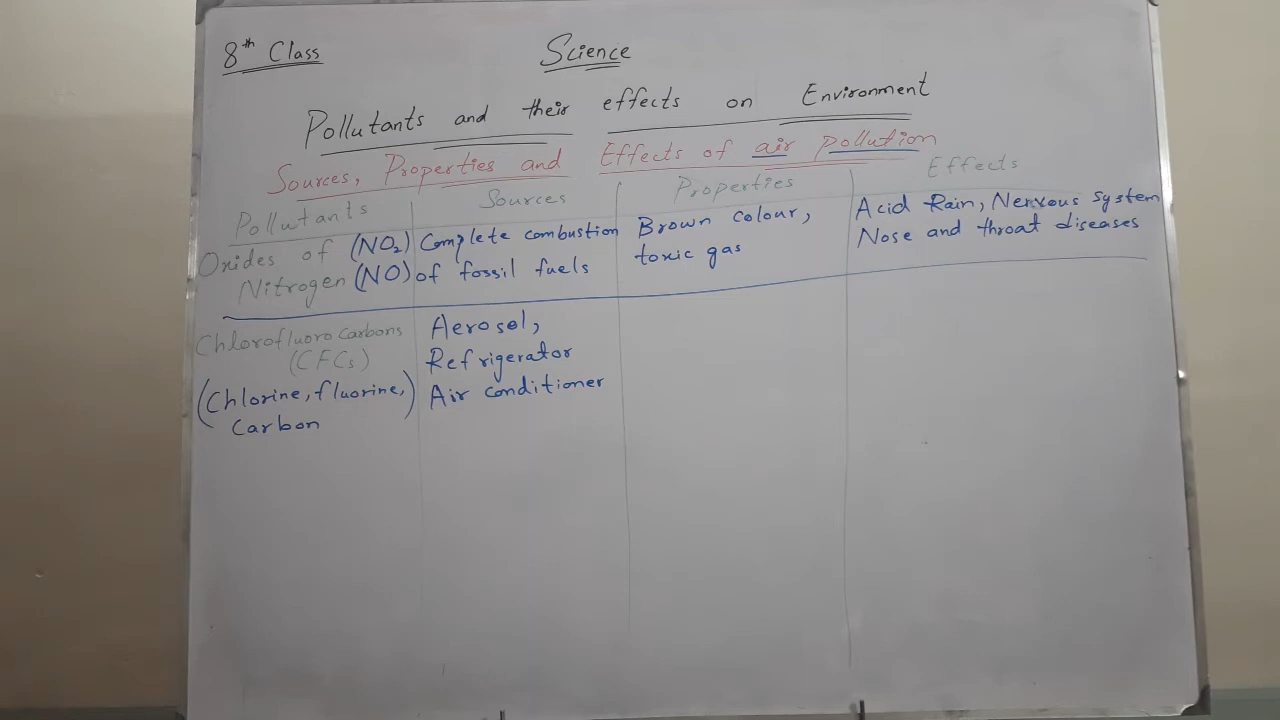 8th Class
Science
Pollutants and their effects on Environment
Sources, Properties and Effects of air pollution
Pollutants Sources Properties Effects
Oxides of (NO2) Complete combustion Brown colour, Acid Rain, Nervous system
Nitrogen (NO) of fossil fuels toxic gas Nose and throat diseases
Chlorofluoro carbons Aerosol,
(CFCs) Refrigerator
(Chlorine, fluorine, Air conditioner
Carbon)